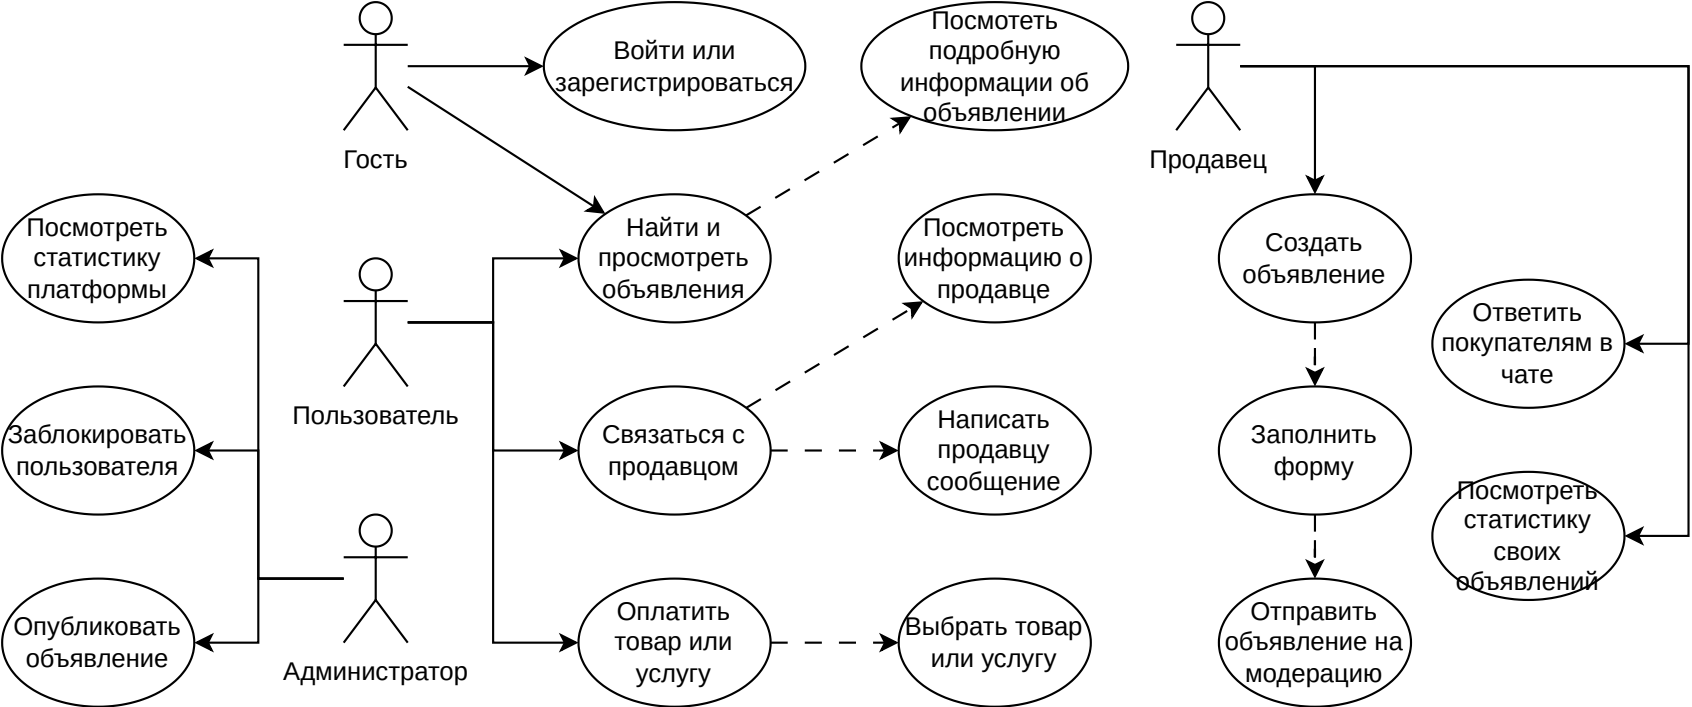 Войти или
зарегистрироваться
Посмотеть
подробную
информации об
объявлении
Гость
Продавец
Посмотреть
статистику
платформы
Найти и
просмотреть
объявления
Посмотреть
информацию о
продавце
Создать
объявление
Ответить
покупателям в
чате
Пользователь
Заблокировать
пользователя
Связаться с
продавцом
Написать
продавцу
сообщение
Заполнить
форму
Посмотреть
статистику
своих
объявлений
Опубликовать
объявление
Администратор
Оплатить
товар или
услугу
Выбрать товар
или услугу
Отправить
объявление на
модерацию